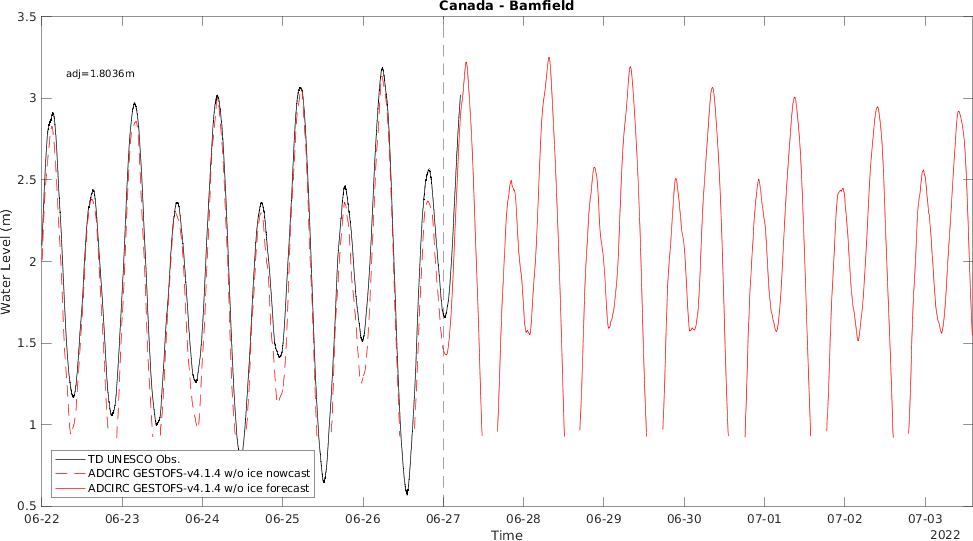 Canada - Bamfield
adj=1.8036m
3.5
3
2.5
2
1.5
1
0.5
Water Level (m)
TD UNESCO Obs.
ADCIRC GESTOFS-v4.1.4 w/o ice nowcast
ADCIRC GESTOFS-v4.1.4 w/o ice forecast
06-22 06-23 06-24 06-25 06-26 06-27 06-28 06-29 06-30 07-01 07-02 07-03
2022
Time